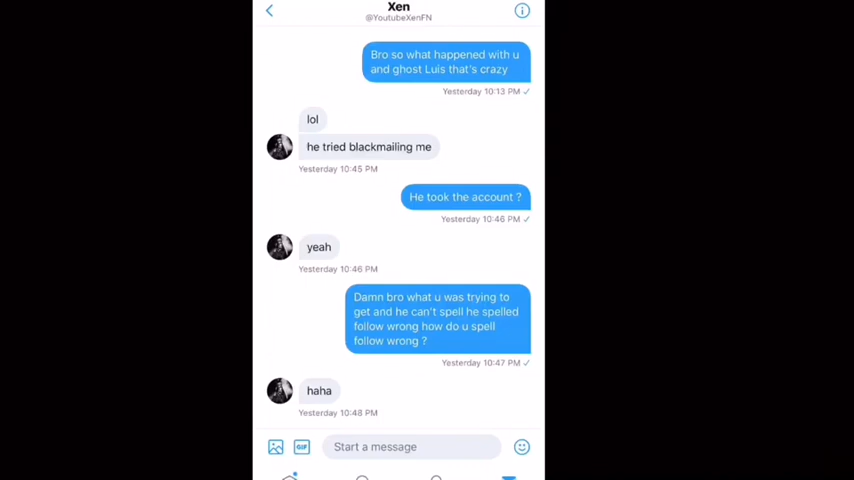 Xen
@YoutubeXenFN
Bro so what happened with u
and ghost Luis that's crazy
Yesterday 10:13 PM ✓
lol
he tried blackmailing me
Yesterday 10:45 PM
He took the account ?
Yesterday 10:46 PM ✓
yeah
Yesterday 10:46 PM
Damn bro what u was trying to
get and he can't spell he spelled
follow wrong how do u spell
follow wrong ?
Yesterday 10:47 PM ✓
haha
Yesterday 10:48 PM
GIF
Start a message